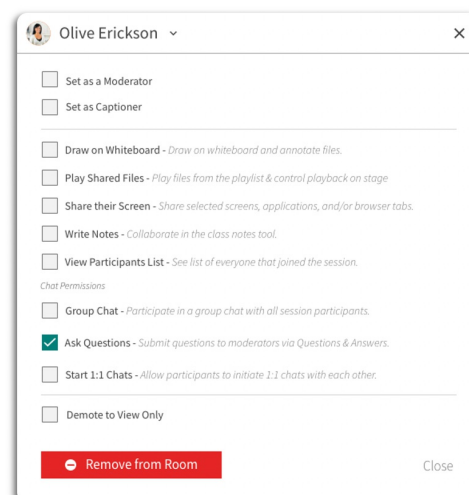 Olive Erickson
Set as a Moderator
Set as Captioner
Draw on Whiteboard - Draw on whiteboard and annotate files.
Play Shared Files - Play files from the playlist & control playback on stage
Share their Screen - Share selected screens, applications, and/or browser tabs.
Write Notes - Collaborate in the class notes tool.
View Participants List - See list of everyone that joined the session.
Chat Permissions
Group Chat - Participate in a group chat with all session participants.
Ask Questions - Submit questions to moderators via Questions & Answers.
Start 1:1 Chats - Allow participants to initiate 1:1 chats with each other.
Demote to View Only
Remove from Room
Close